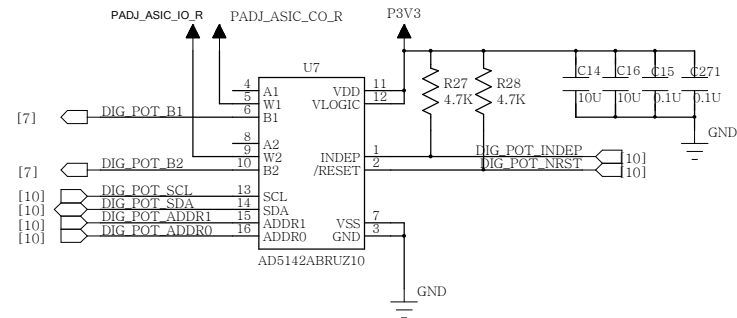 PADJ_ASIC_IO_R PADJ_ASIC_CO_R P3V3
U7
4 A1 VDD 11
5 W1 VLOGIC 12
6 B1
[7] DIG_POT_B1
R27 4.7K
R28 4.7K
C14 10U
C16 10U
C15 0.1U
C271 0.1U
GND
8 A2
9 W2 INDEP 1 DIG_POT_INDEP [10]
[7] DIG_POT_B2 10 B2 /RESET 2 DIG_POT_NRST [10]
[10] DIG_POT_SCL 13 SCL
[10] DIG_POT_SDA 14 SDA
[10] DIG_POT_ADDR1 15 ADDR1 VSS 7
[10] DIG_POT_ADDR0 16 ADDR0 GND 3
AD5142ABRUZ10
GND